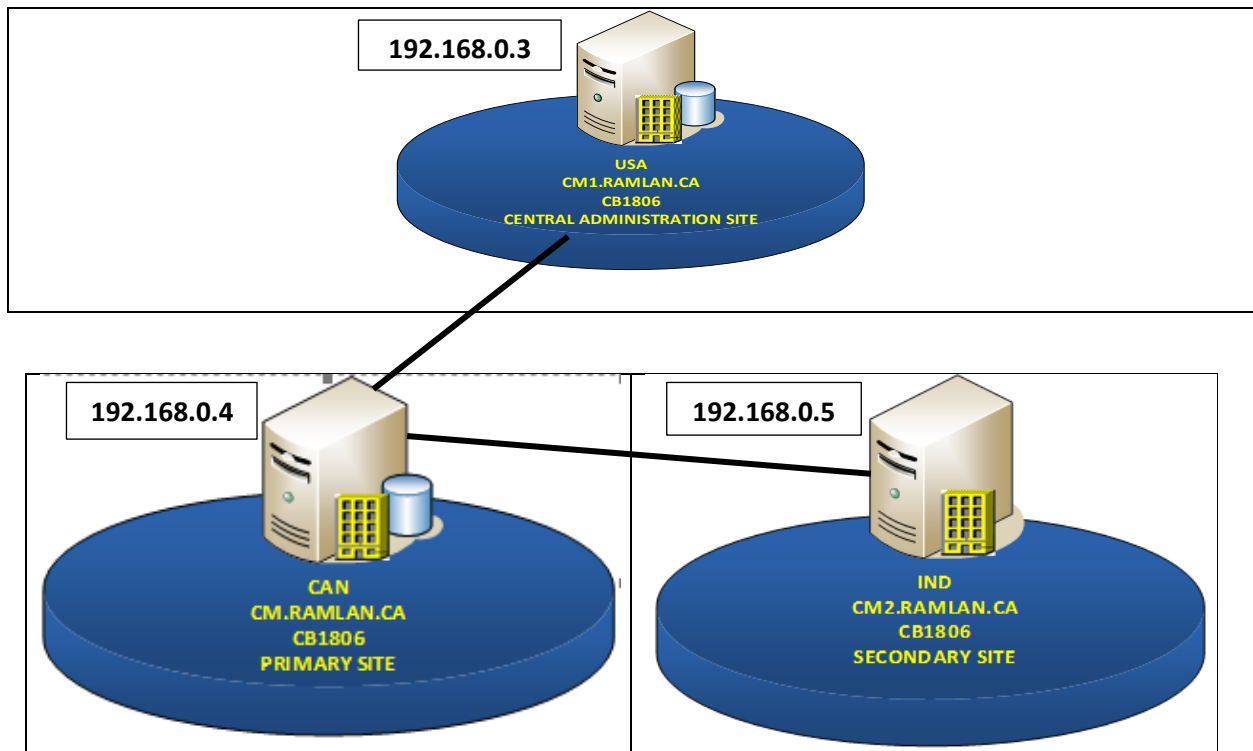 192.168.0.3
USA
CM1.RAMLAN.CA
CB1806
CENTRAL ADMINISTRATION SITE
192.168.0.4
CAN
CM.RAMLAN.CA
CB1806
PRIMARY SITE
192.168.0.5
IND
CM2.RAMLAN.CA
CB1806
SECONDARY SITE